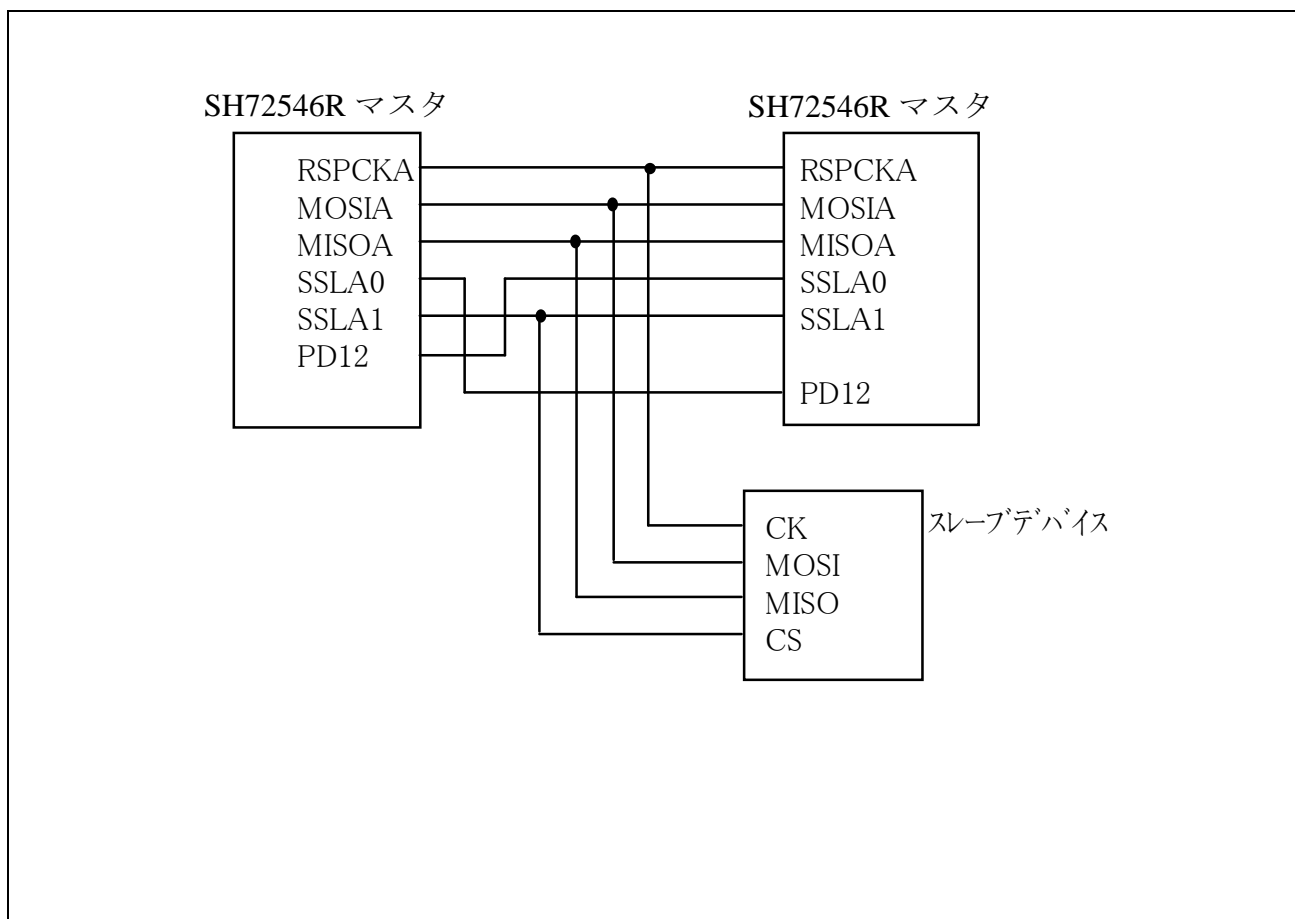 SH72546R マスタ
RSPCKA
MOSIA
MISOA
SSLA0
SSLA1
PD12
SH72546R マスタ
RSPCKA
MOSIA
MISOA
SSLA0
SSLA1
PD12
スレーブデバイス
CK
MOSI
MISO
CS